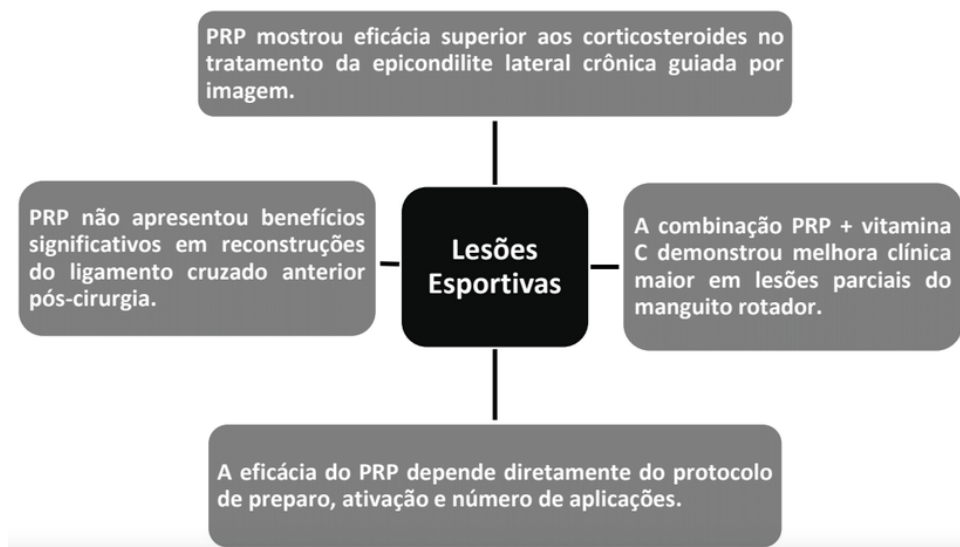 PRP mostrou eficácia superior aos corticosteroides no
tratamento da epicondilite lateral crônica guiada por
imagem.
PRP não apresentou benefícios
significativos em reconstruções
do ligamento cruzado anterior
pós-cirurgia.
Lesões
Esportivas
A combinação PRP + vitamina
C demonstrou melhora clínica
maior em lesões parciais do
manguito rotador.
A eficácia do PRP depende diretamente do protocolo
de preparo, ativação e número de aplicações.